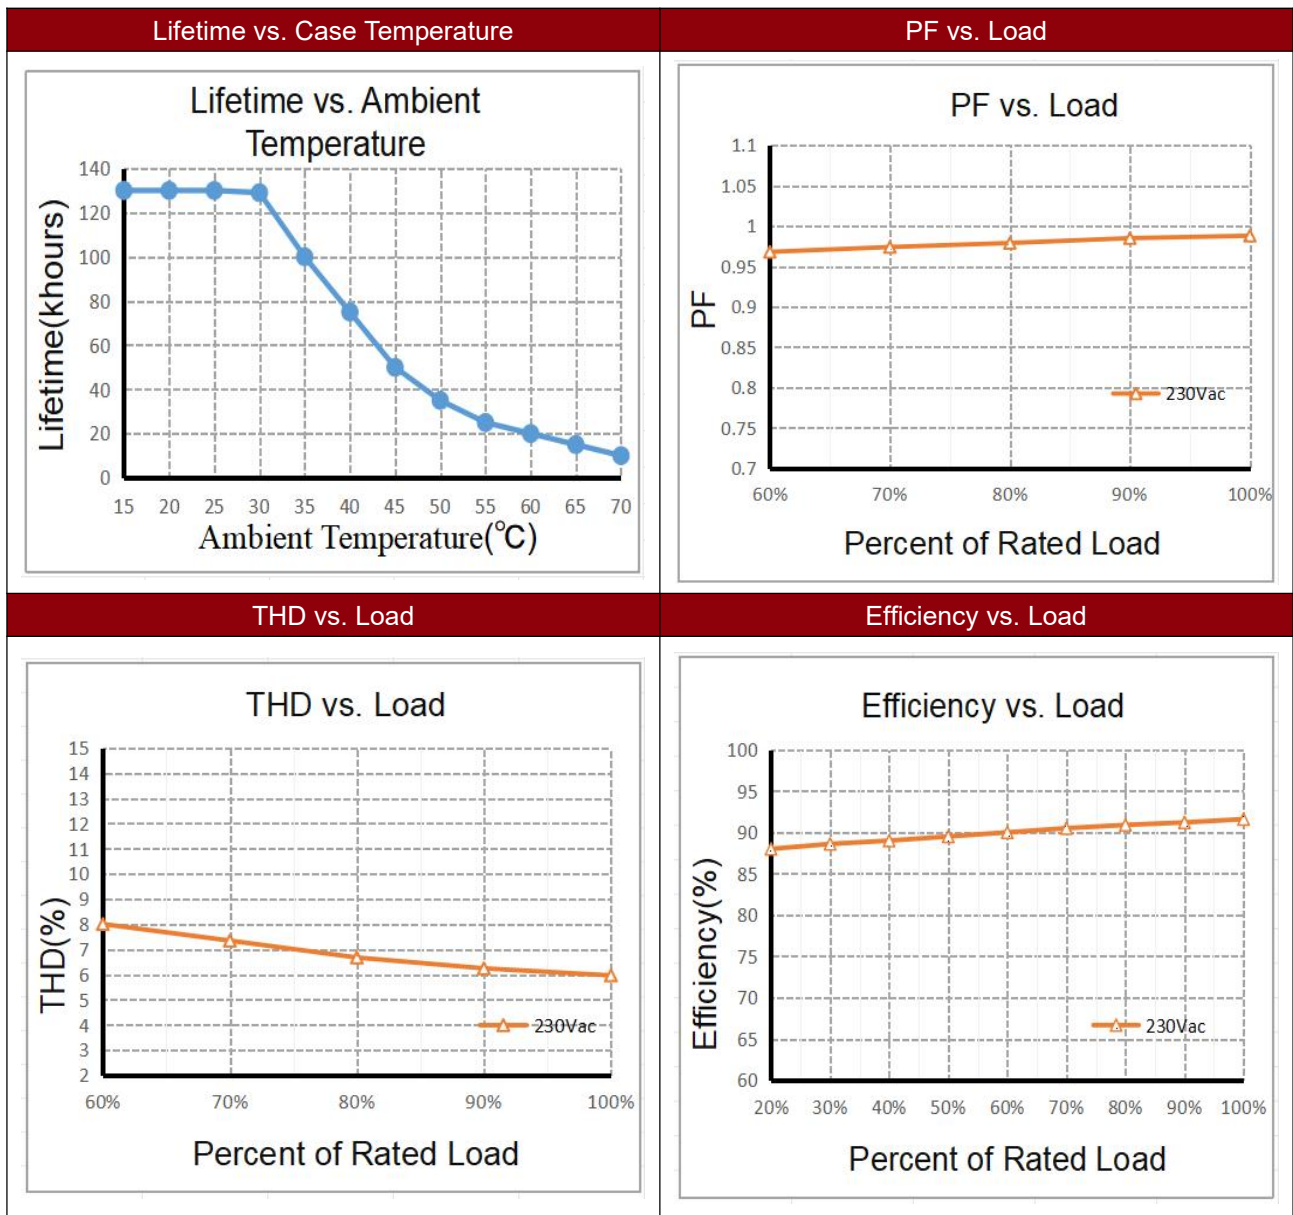 Lifetime vs. Case Temperature
PF vs. Load
Lifetime vs. Ambient
Temperature
140
120
100
80
60
40
20
0
Lifetime(khours)
15 20 25 30 35 40 45 50 55 60 65 70
Ambient Temperature(℃)
PF vs. Load
1.1
1.05
1
0.95
0.9
0.85
0.8
0.75
0.7
PF
230Vac
60% 70% 80% 90% 100%
Percent of Rated Load
THD vs. Load
Efficiency vs. Load
THD vs. Load
15
14
13
12
11
10
9
8
7
6
5
4
3
2
THD(%)
230Vac
60% 70% 80% 90% 100%
Percent of Rated Load
Efficiency vs. Load
100
95
90
85
80
75
70
65
60
Efficiency(%)
230Vac
20% 30% 40% 50% 60% 70% 80% 90% 100%
Percent of Rated Load